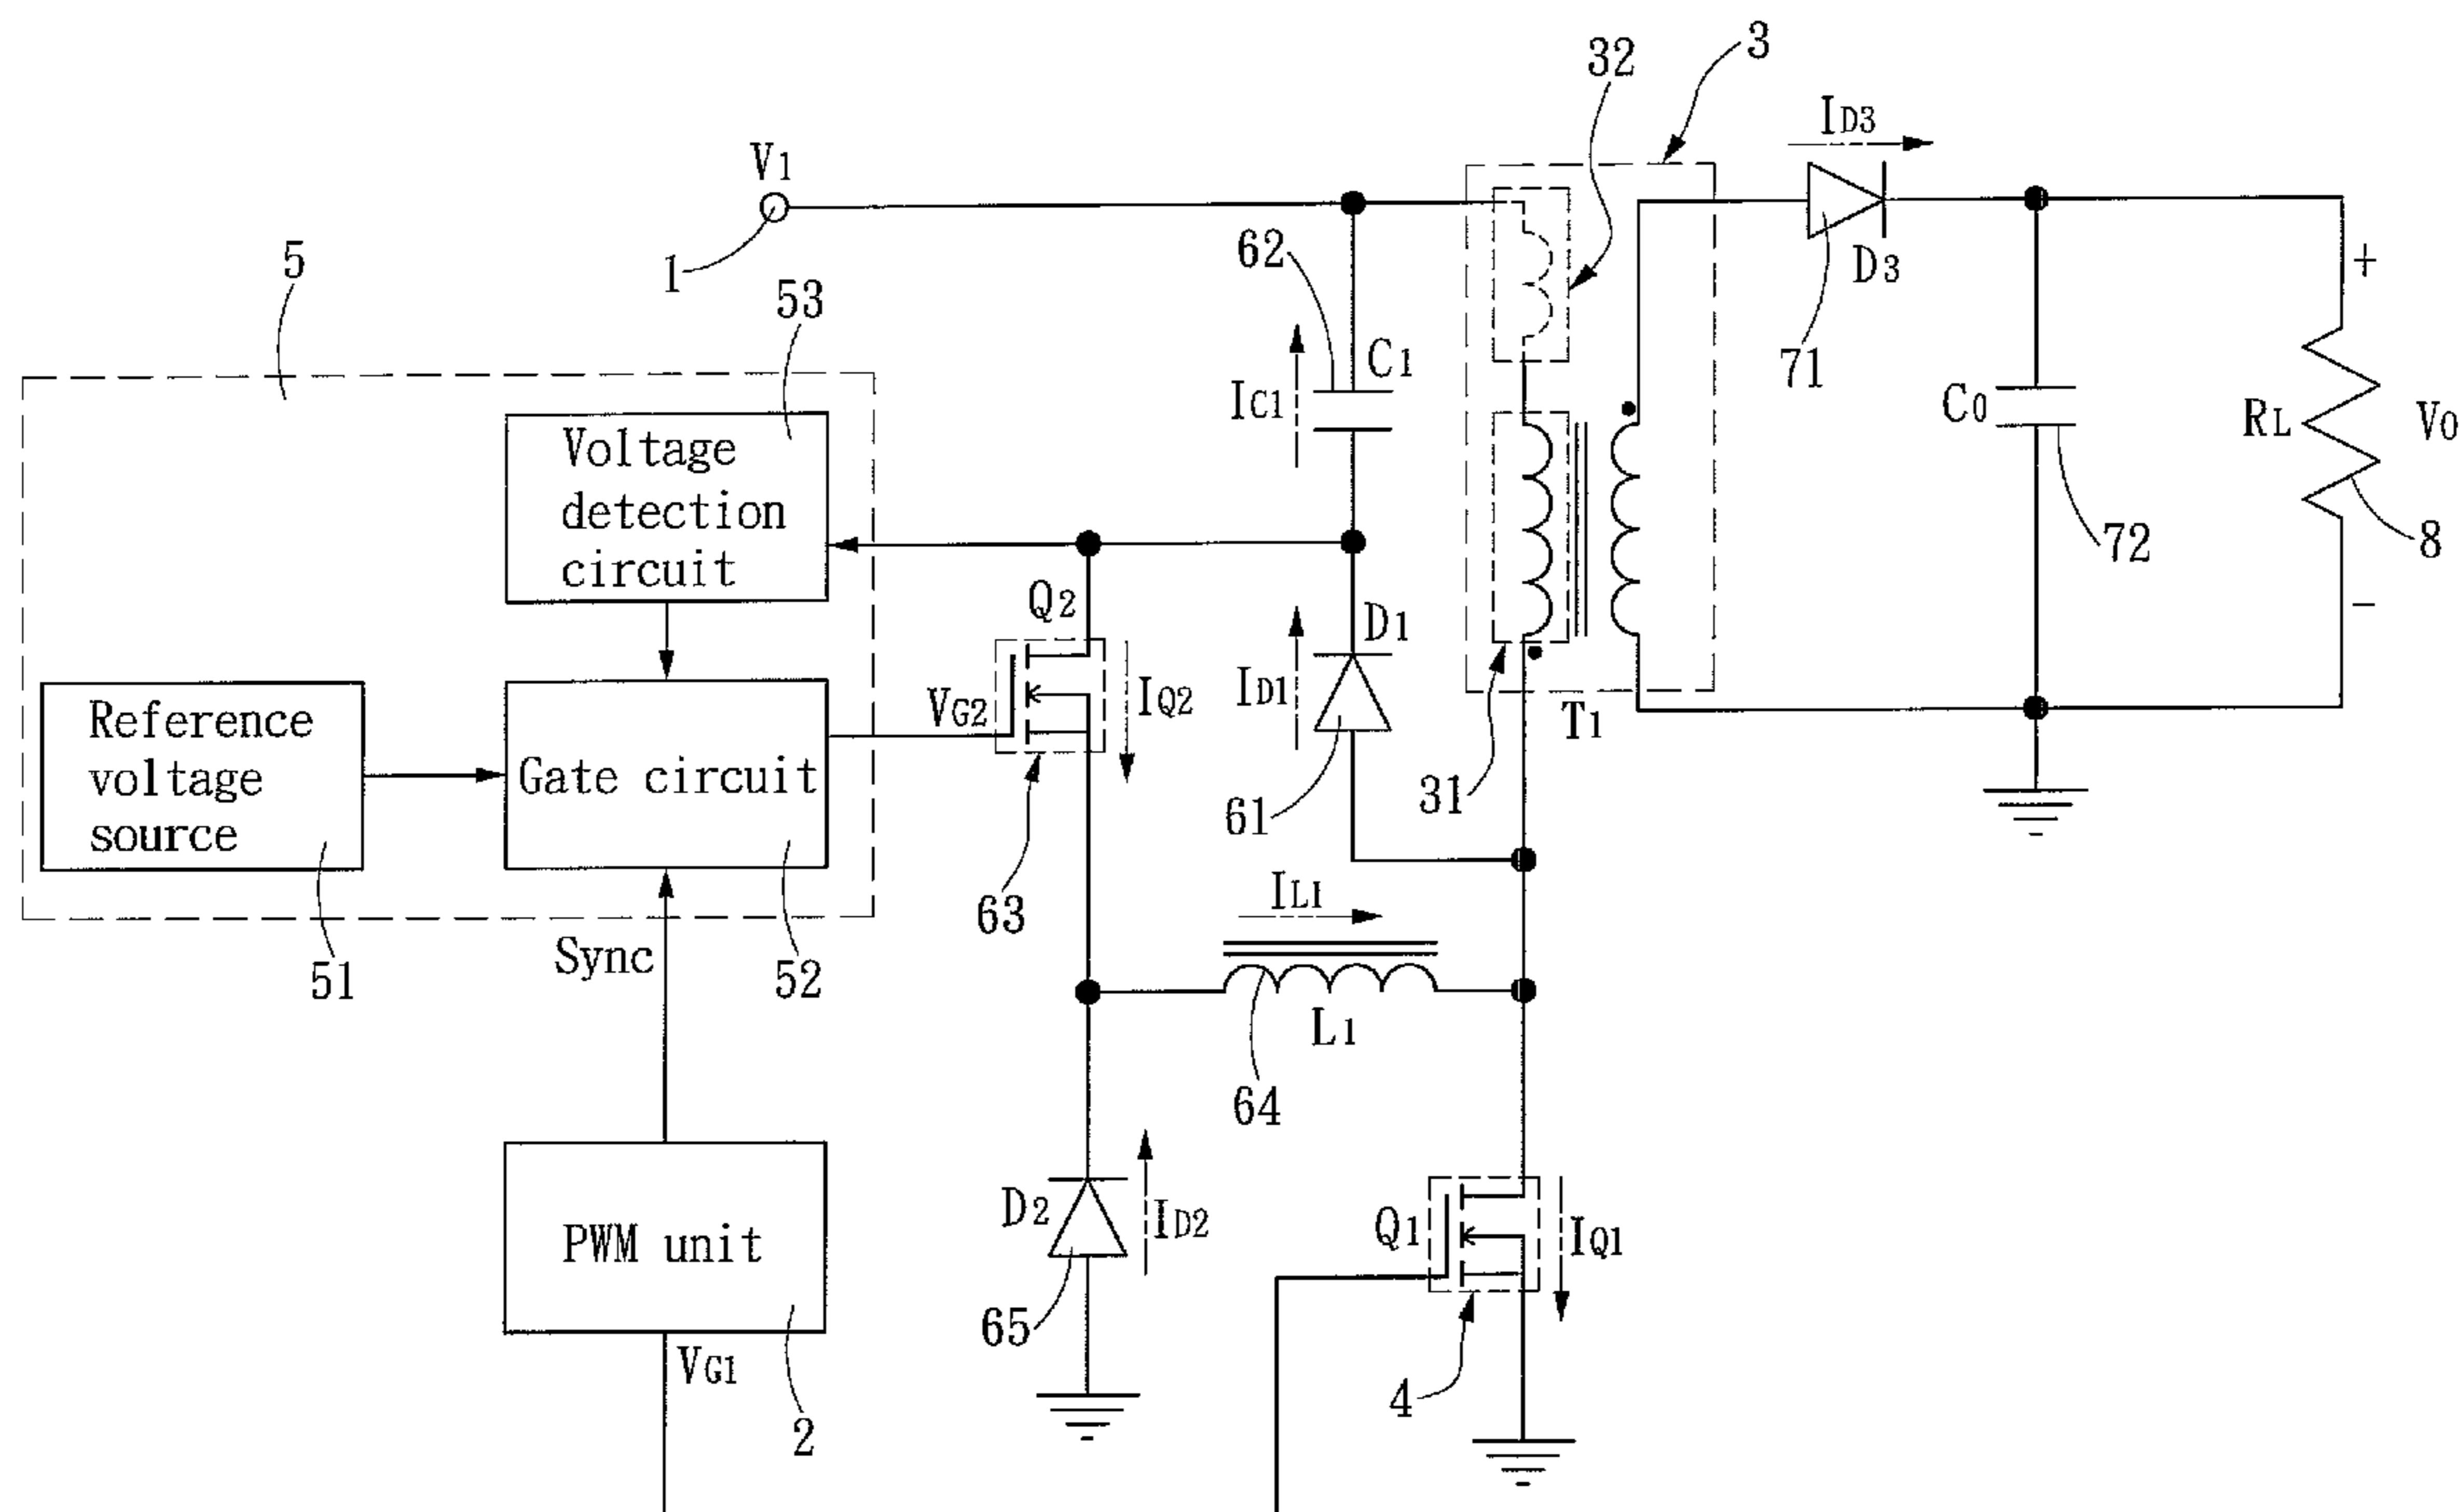 3
32
ID3
V1
1
5
53
62
D3
+
71
C1
IC1
C0
RL
V0
8
72
Voltage
detection
circuit
Q2
D1
ID1
−
Reference
voltage
source
Gate circuit
VG2
IQ2
61
31
T1
63
IL1
51
Sync
52
L1
64
PWM unit
D2
ID2
Q1
IQ1
65
VG1
2
4